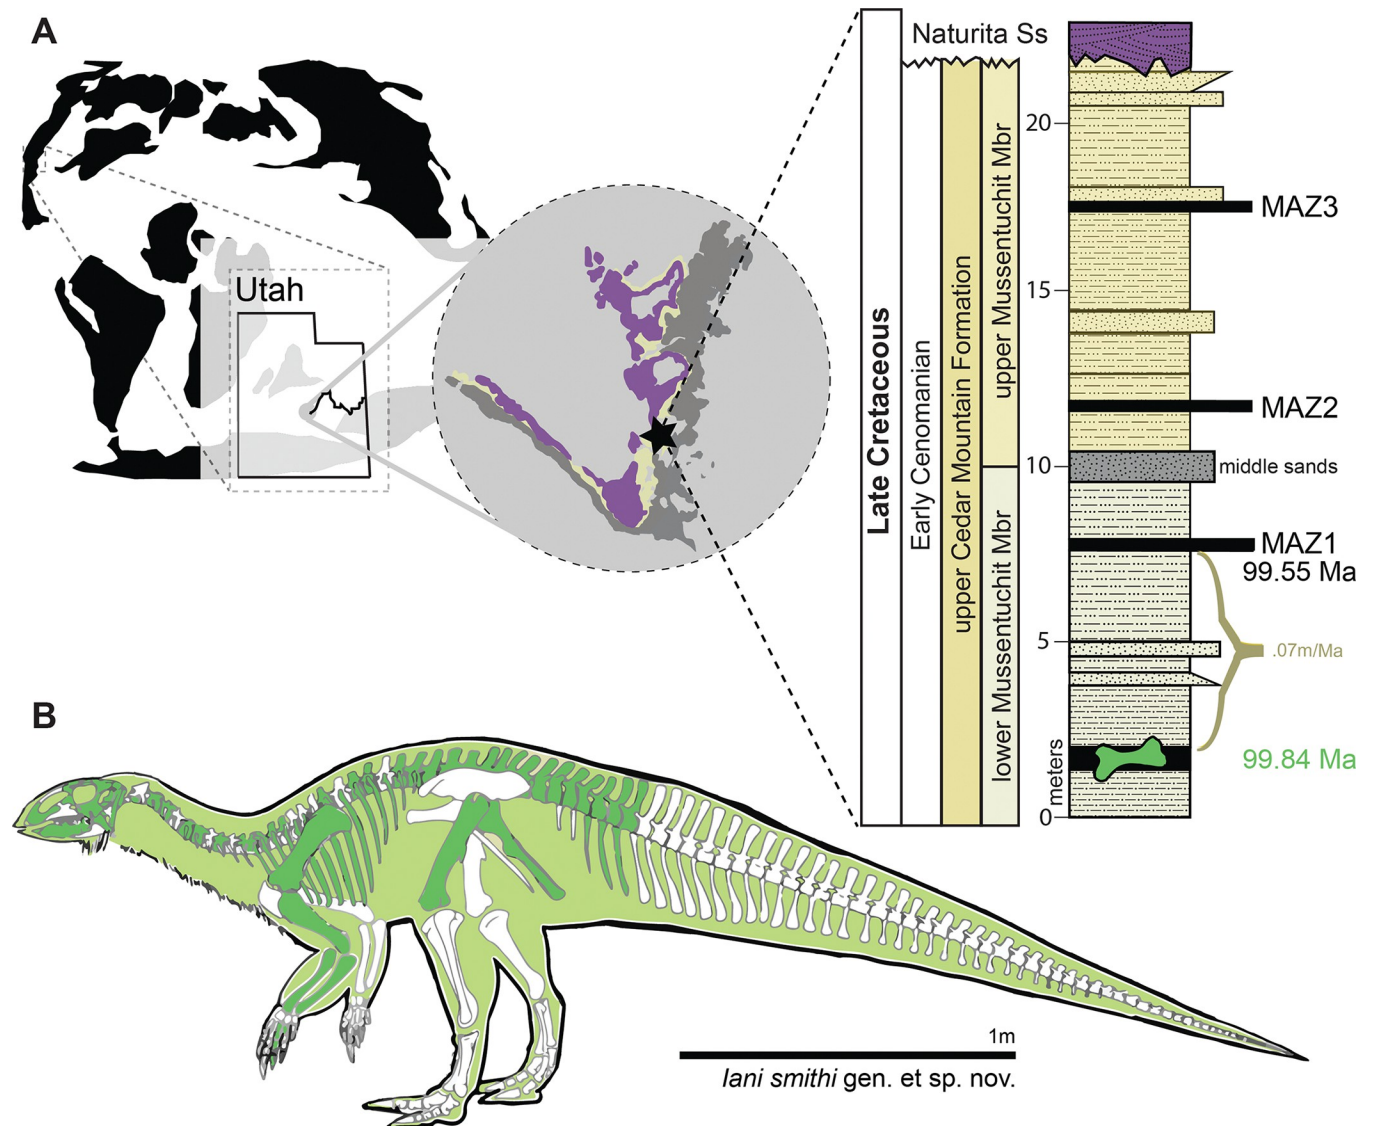 A
Utah
Late Cretaceous
Early Cenomanian
upper Cedar Mountain Formation
Naturita Ss
upper Mussentuchit Mbr
lower Mussentuchit Mbr
20
15
10
5
0
meters
MAZ3
MAZ2
middle sands
MAZ1
99.55 Ma
.07m/Ma
99.84 Ma
B
1m
Iani smithi gen. et sp. nov.